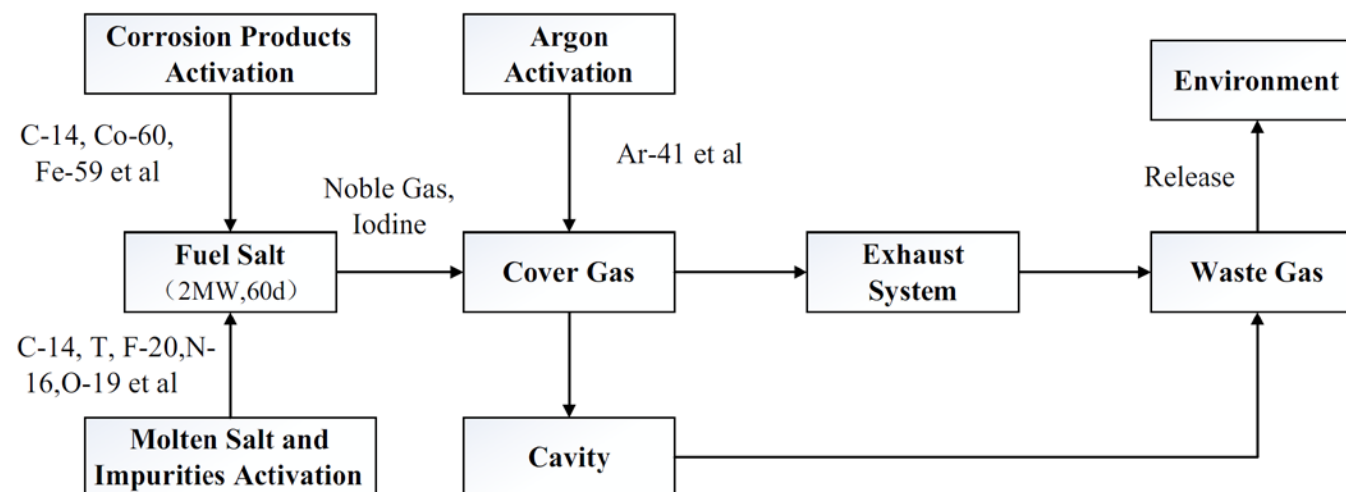 Corrosion Products
Activation
Argon
Activation
Environment
C-14, Co-60,
Fe-59 et al
Ar-41 et al
Release
Noble Gas,
Iodine
Fuel Salt
（2MW,60d）
Cover Gas
Exhaust
System
Waste Gas
C-14, T, F-20,N-
16,O-19 et al
Molten Salt and
Impurities Activation
Cavity